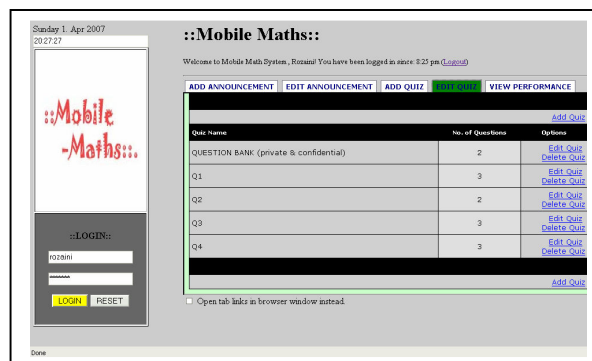 Sunday 1. Apr 2007
20:27:27
::Mobile
-Maths::.
::LOGIN::
rozaini
*******
LOGIN RESET
::Mobile Maths::
Welcome to Mobile Math System , Rozaini! You have been logged in since: 8:25 pm (Logout)
ADD ANNOUNCEMENT EDIT ANNOUNCEMENT ADD QUIZ EDIT QUIZ VIEW PERFORMANCE
Add Quiz
Quiz Name No. of Questions Options
QUESTION BANK (private & confidential) 2 Edit Quiz
Delete Quiz
Q1 3 Edit Quiz
Delete Quiz
Q2 2 Edit Quiz
Delete Quiz
Q3 3 Edit Quiz
Delete Quiz
Q4 3 Edit Quiz
Delete Quiz
Add Quiz
Open tab links in browser window instead.
Done